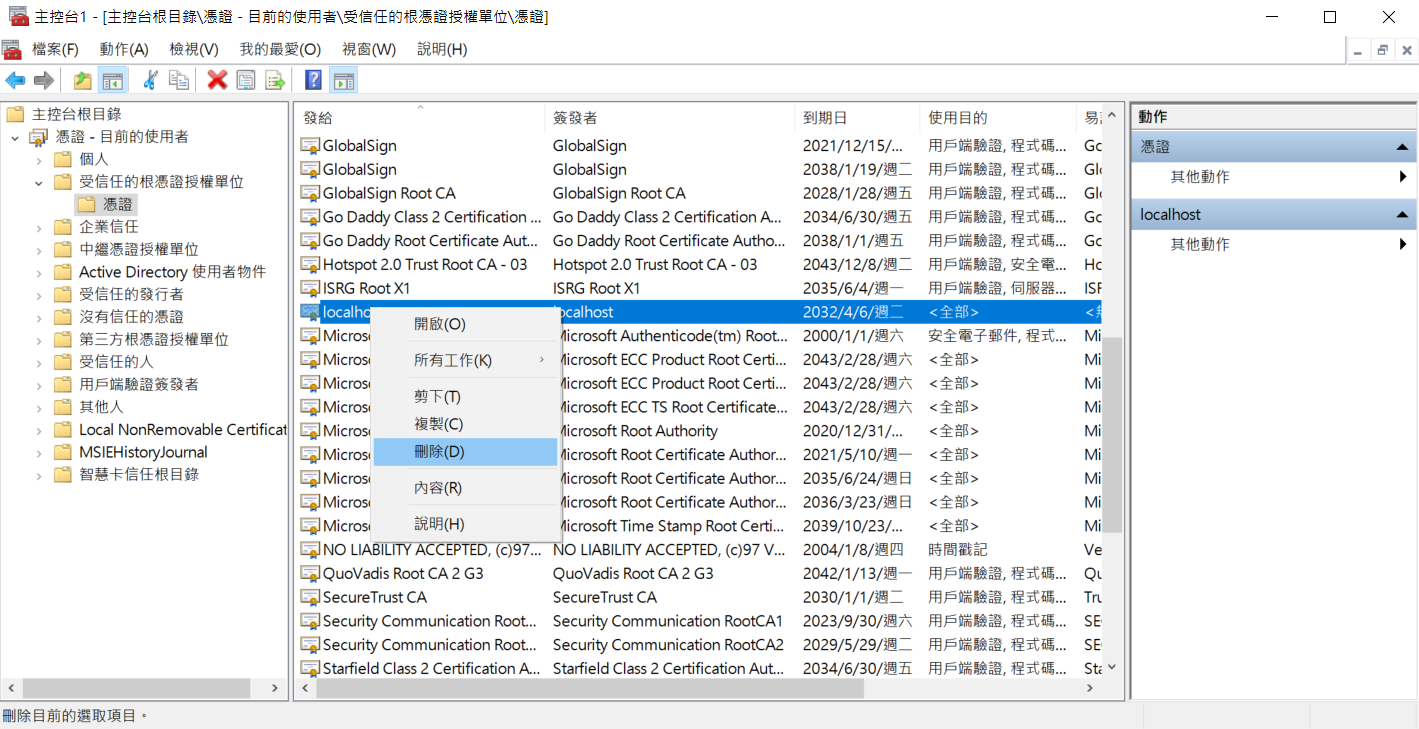 主控台1 - [主控台根目錄\憑證 - 目前的使用者\受信任的根憑證授權單位\憑證]
檔案(F) 動作(A) 檢視(V) 我的最愛(O) 視窗(W) 說明(H)
主控台根目錄
憑證 - 目前的使用者
個人
受信任的根憑證授權單位
憑證
企業信任
中繼憑證授權單位
Active Directory 使用者物件
受信任的發行者
沒有信任的憑證
第三方根憑證授權單位
受信任的人
用戶端驗證簽發者
其他人
Local NonRemovable Certificat
MSIEHistoryJournal
智慧卡信任根目錄
發給 簽發者 到期日 使用目的
GlobalSign GlobalSign 2021/12/15/... 用戶端驗證, 程式碼... Gc
GlobalSign GlobalSign 2038/1/19/週二 用戶端驗證, 程式碼... Glc
GlobalSign Root CA GlobalSign Root CA 2028/1/28/週五 用戶端驗證, 程式碼... Glc
Go Daddy Class 2 Certification ... Go Daddy Class 2 Certification A... 2034/6/30/週五 用戶端驗證, 程式碼... Gc
Go Daddy Root Certificate Aut... Go Daddy Root Certificate Autho... 2038/1/1/週五 用戶端驗證, 程式碼... Gc
Hotspot 2.0 Trust Root CA - 03 Hotspot 2.0 Trust Root CA - 03 2043/12/8/週二 用戶端驗證, 安全電... Hc
ISRG Root X1 ISRG Root X1 2035/6/4/週一 用戶端驗證, 伺服器... ISF
localho ocalhost 2032/4/6/週二 <全部>
Micros Microsoft Authenticode(tm) Root... 2000/1/1/週六 安全電子郵件, 程式... Mi
Micros Microsoft ECC Product Root Certi... 2043/2/28/週六 <全部> Mi
Micros Microsoft ECC Product Root Certi... 2043/2/28/週六 <全部> Mi
Micros Microsoft ECC TS Root Certificate... 2043/2/28/週六 <全部> Mi
Micros Microsoft Root Authority 2020/12/31/... <全部> Mi
Micros Microsoft Root Certificate Author... 2021/5/10/週一 <全部> Mi
Micros Microsoft Root Certificate Author... 2035/6/24/週日 <全部> Mi
Micros Microsoft Root Certificate Author... 2036/3/23/週日 <全部> Mi
Micros Microsoft Time Stamp Root Certi... 2039/10/23/... <全部> Mi
NO LIABILITY ACCEPTED, (c)97... NO LIABILITY ACCEPTED, (c)97 V... 2004/1/8/週四 時間戳記 Ve
QuoVadis Root CA 2 G3 QuoVadis Root CA 2 G3 2042/1/13/週一 用戶端驗證, 程式碼... Qu
SecureTrust CA SecureTrust CA 2030/1/1/週二 用戶端驗證, 程式碼... Tru
Security Communication Root... Security Communication RootCA1 2023/9/30/週六 用戶端驗證, 程式碼... SE
Security Communication Root... Security Communication RootCA2 2029/5/29/週二 用戶端驗證, 程式碼... SE
Starfield Class 2 Certification A... Starfield Class 2 Certification Aut... 2034/6/30/週五 用戶端驗證, 程式碼... Sta
開啟(O)
所有工作(K)
剪下(T)
複製(C)
刪除(D)
內容(R)
說明(H)
動作
憑證
其他動作
localhost
其他動作
刪除目前的選取項目。